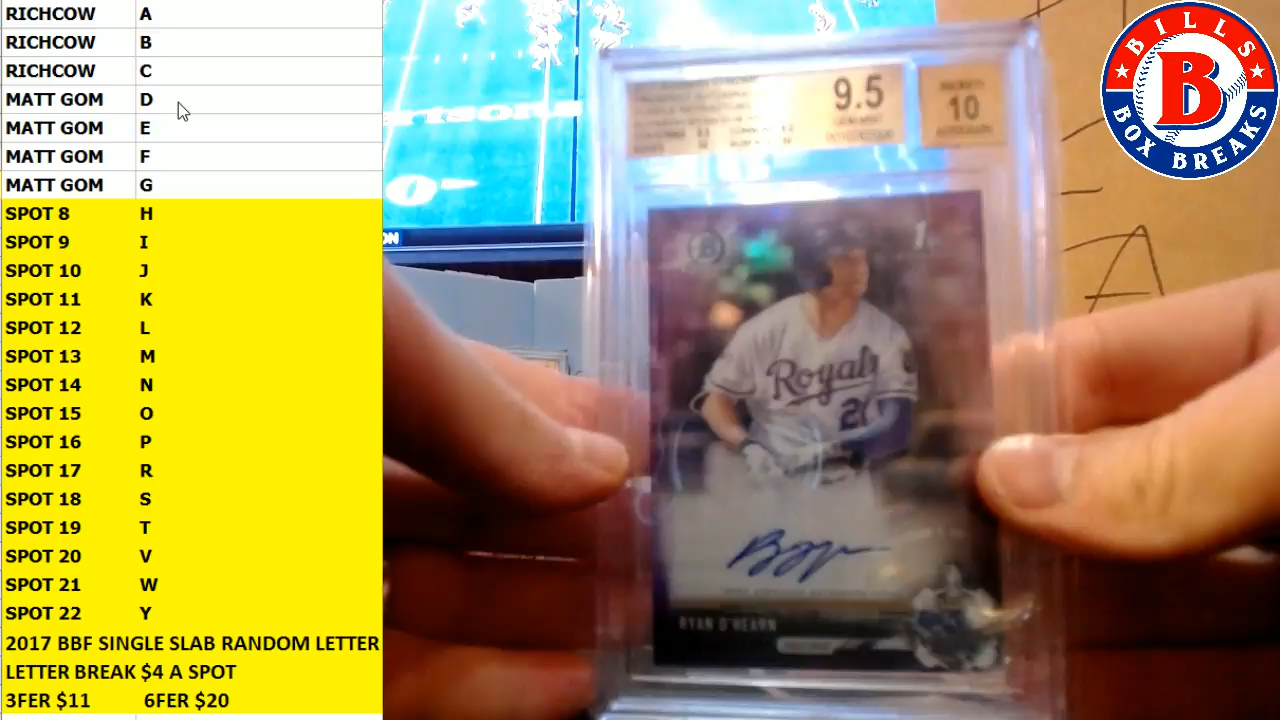 RICHCOW A
RICHCOW B
RICHCOW C
MATT GOM D
MATT GOM E
MATT GOM F
MATT GOM G
SPOT 8 H
SPOT 9 I
SPOT 10 J
SPOT 11 K
SPOT 12 L
SPOT 13 M
SPOT 14 N
SPOT 15 O
SPOT 16 P
SPOT 17 R
SPOT 18 S
SPOT 19 T
SPOT 20 V
SPOT 21 W
SPOT 22 Y
2017 BBF SINGLE SLAB RANDOM LETTER
LETTER BREAK $4 A SPOT
3FER $11 6FER $20
BILLS
B
BOX BREAKS
9.5
10
B
1
Royals
RYAN O'HEARN
A